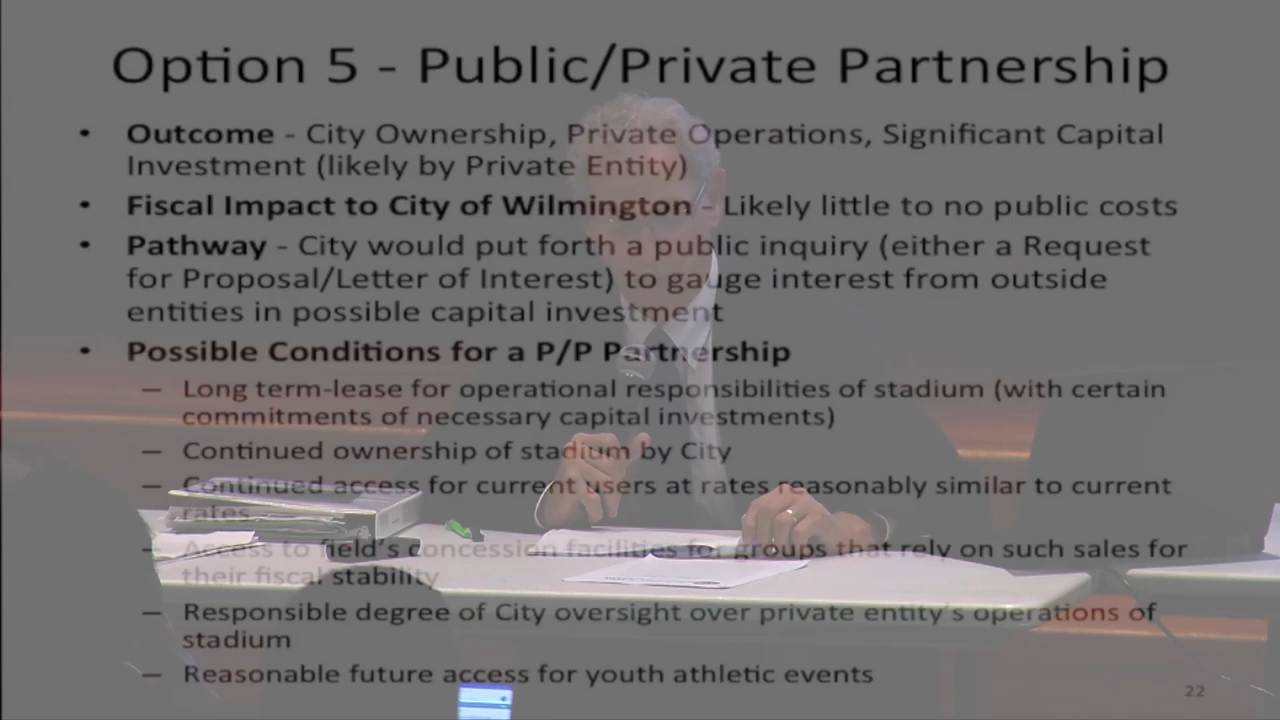 Option 5 - Public/Private Partnership
• Outcome - City Ownership, Private Operations, Significant Capital
Investment (likely by Private Entity)
• Fiscal Impact to City of Wilmington - Likely little to no public costs
• Pathway - City would put forth a public inquiry (either a Request
for Proposal/Letter of Interest) to gauge interest from outside
entities in possible capital investment
• Possible Conditions for a P/P Partnership
– Long term-lease for operational responsibilities of stadium (with certain
commitments of necessary capital investments)
– Continued ownership of stadium by City
– Continued access for current users at rates reasonably similar to current
rates
– Access to field's concession facilities for groups that rely on such sales for
their fiscal stability
– Responsible degree of City oversight over private entity's operations of
stadium
– Reasonable future access for youth athletic events
22